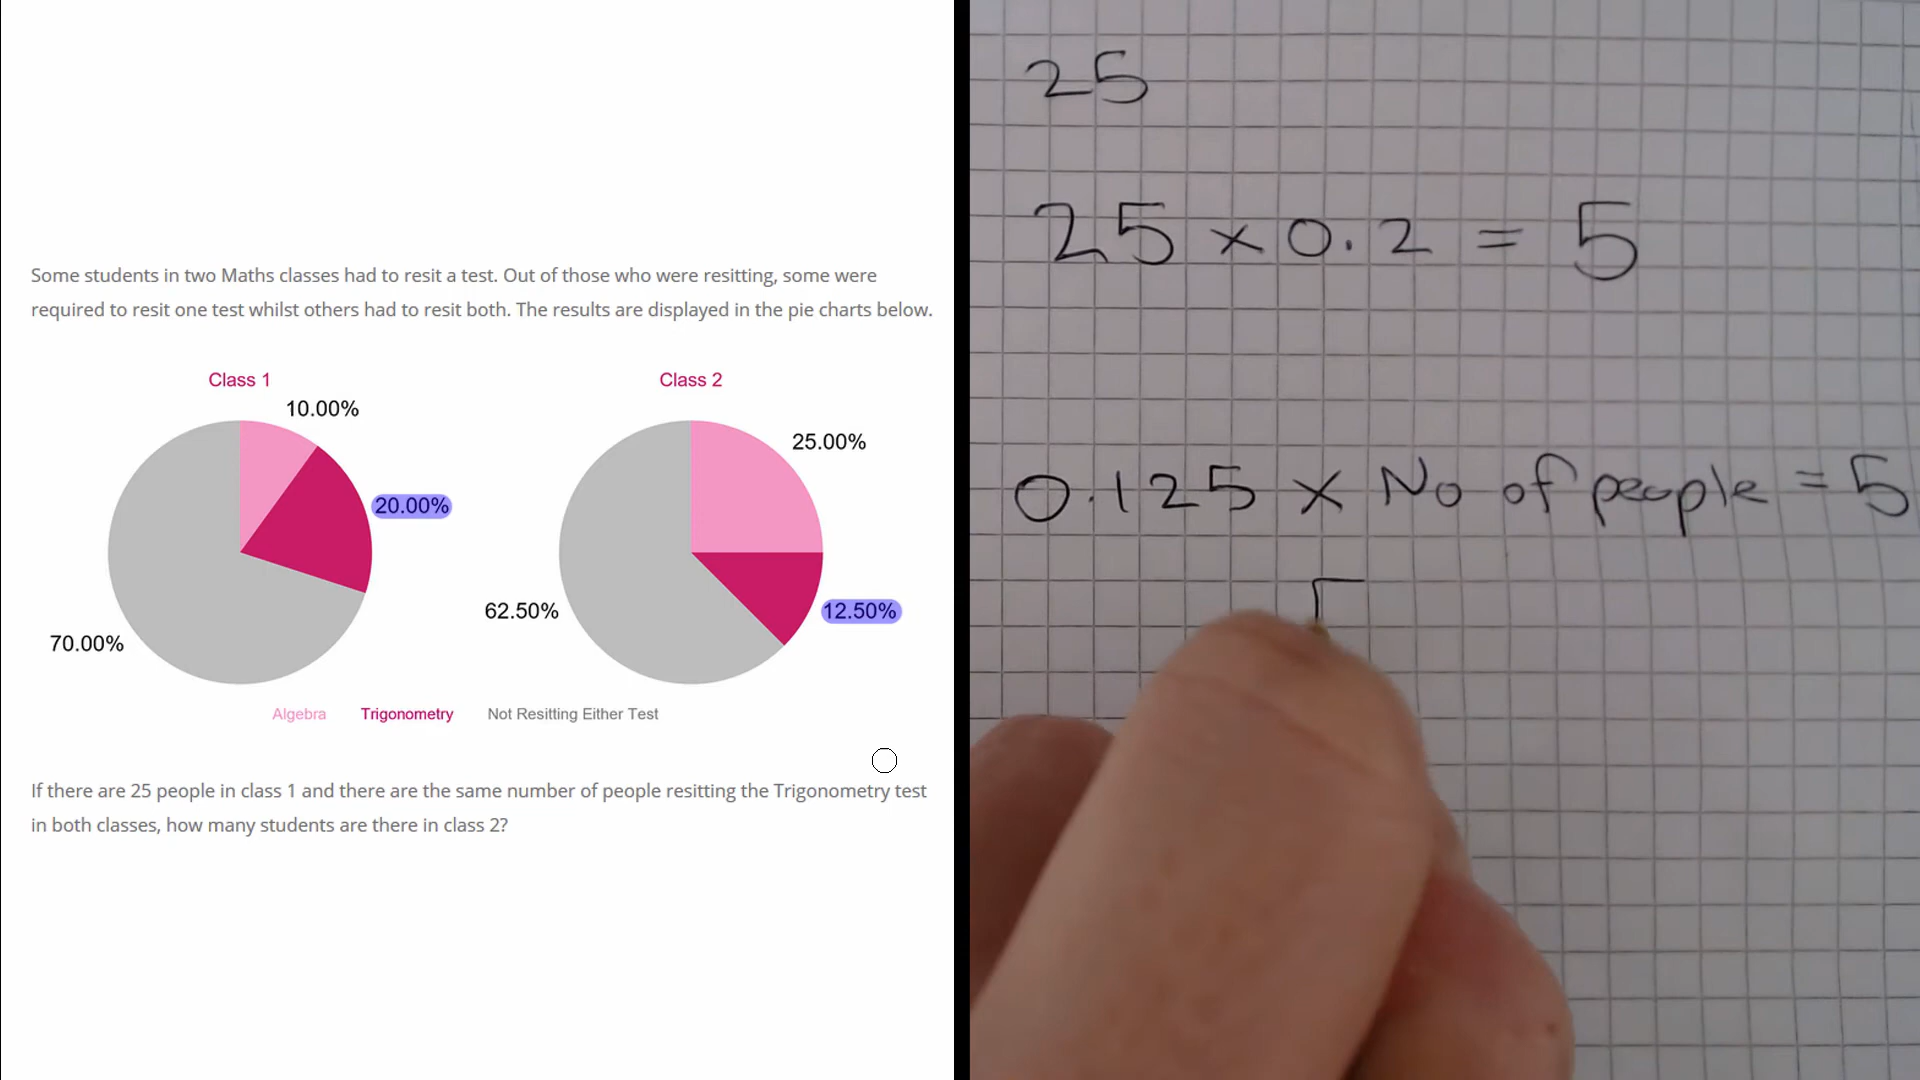 Some students in two Maths classes had to resit a test. Out of those who were resitting, some were
required to resit one test whilst others had to resit both. The results are displayed in the pie charts below.
Class 1
10.00%
20.00%
70.00%
Class 2
25.00%
12.50%
62.50%
Algebra Trigonometry Not Resitting Either Test
If there are 25 people in class 1 and there are the same number of people resitting the Trigonometry test
in both classes, how many students are there in class 2?
25
25 × 0.2 = 5
0.125 × No of people = 5